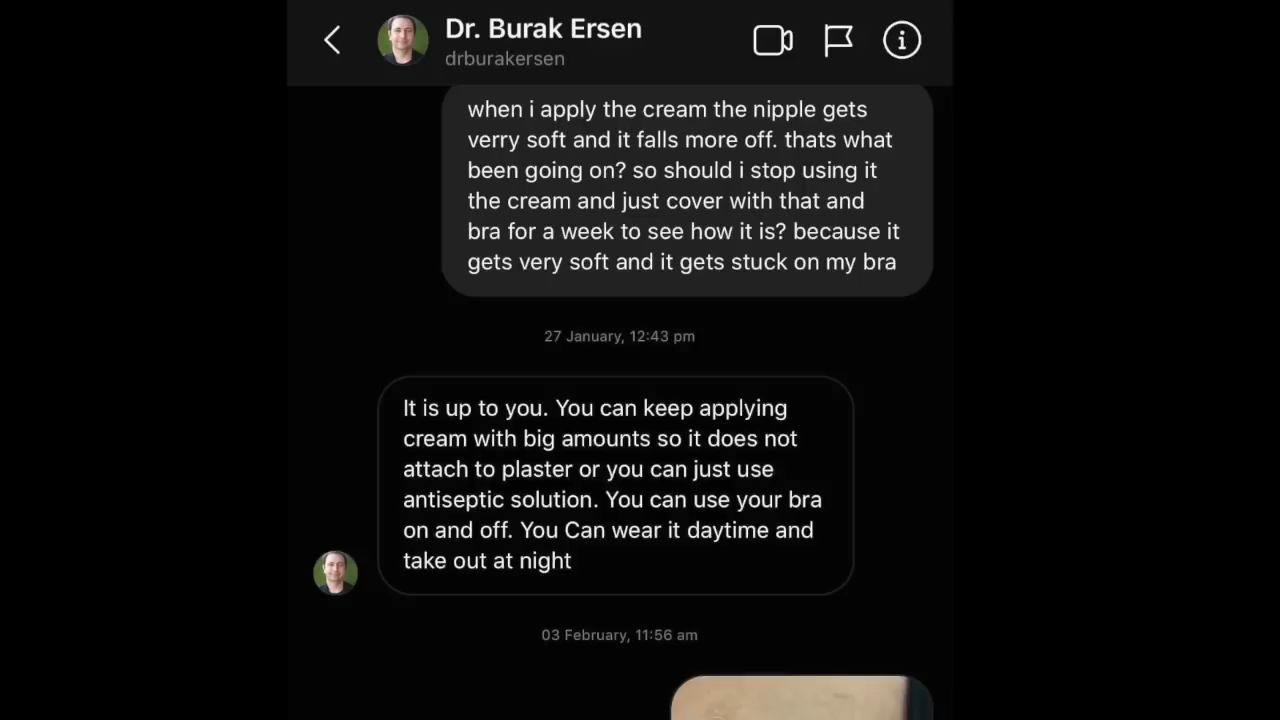 Dr. Burak Ersen
drburakersen
when i apply the cream the nipple gets
verry soft and it falls more off. thats what
been going on? so should i stop using it
the cream and just cover with that and
bra for a week to see how it is? because it
gets very soft and it gets stuck on my bra
27 January, 12:43 pm
It is up to you. You can keep applying
cream with big amounts so it does not
attach to plaster or you can just use
antiseptic solution. You can use your bra
on and off. You Can wear it daytime and
take out at night
03 February, 11:56 am